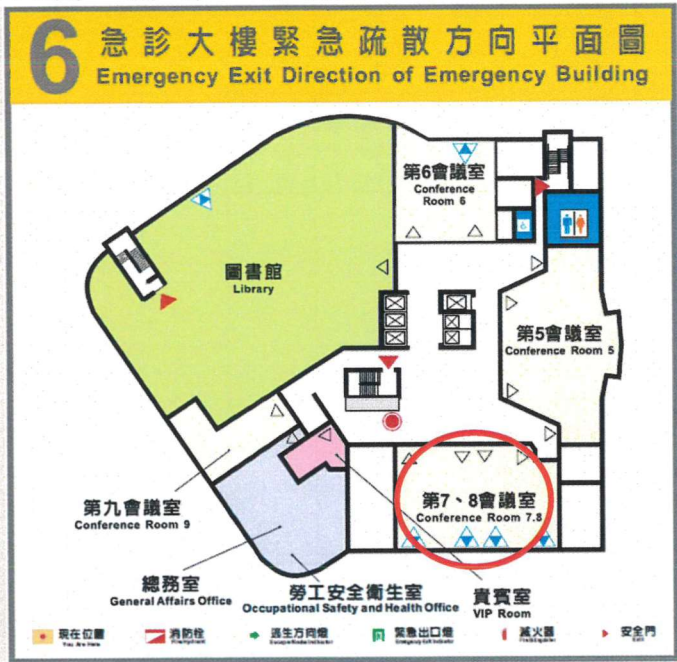 6
急診大樓緊急疏散方向平面圖
Emergency Exit Direction of Emergency Building
第6會議室
Conference
Room 6
圖書館
Library
第5會議室
Conference Room 5
第7、8會議室
Conference Room 7.8
第九會議室
Conference Room 9
總務室
General Affairs Office
勞工安全衛生室
Occupational Safety and Health Office
貴賓室
VIP Room
現在位置
You Are Here
消防栓
逃生方向燈
緊急出口燈
滅火器
安全門
Exit